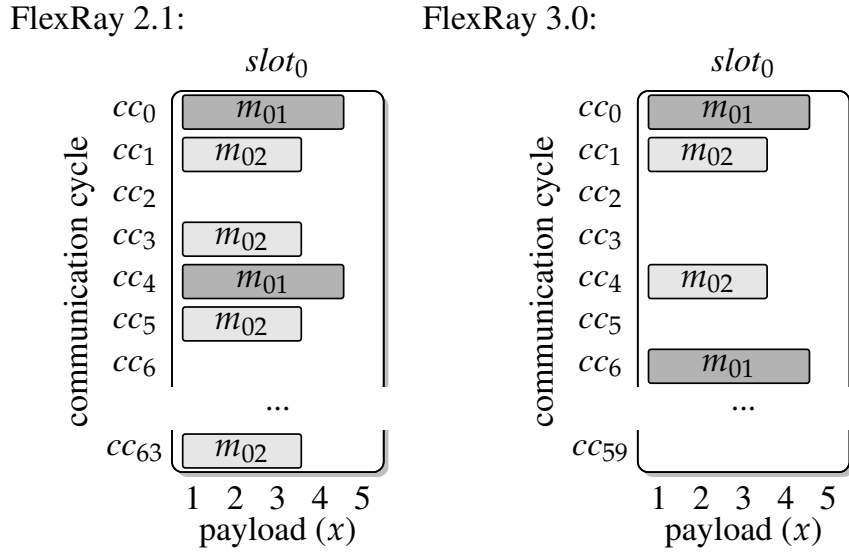 FlexRay 2.1:
slot0
communication cycle
cc0 m01
cc1 m02
cc2
cc3 m02
cc4 m01
cc5 m02
cc6
...
cc63 m02
1 2 3 4 5
payload (x)
FlexRay 3.0:
slot0
communication cycle
cc0 m01
cc1 m02
cc2
cc3
cc4 m02
cc5
cc6 m01
...
cc59
1 2 3 4 5
payload (x)